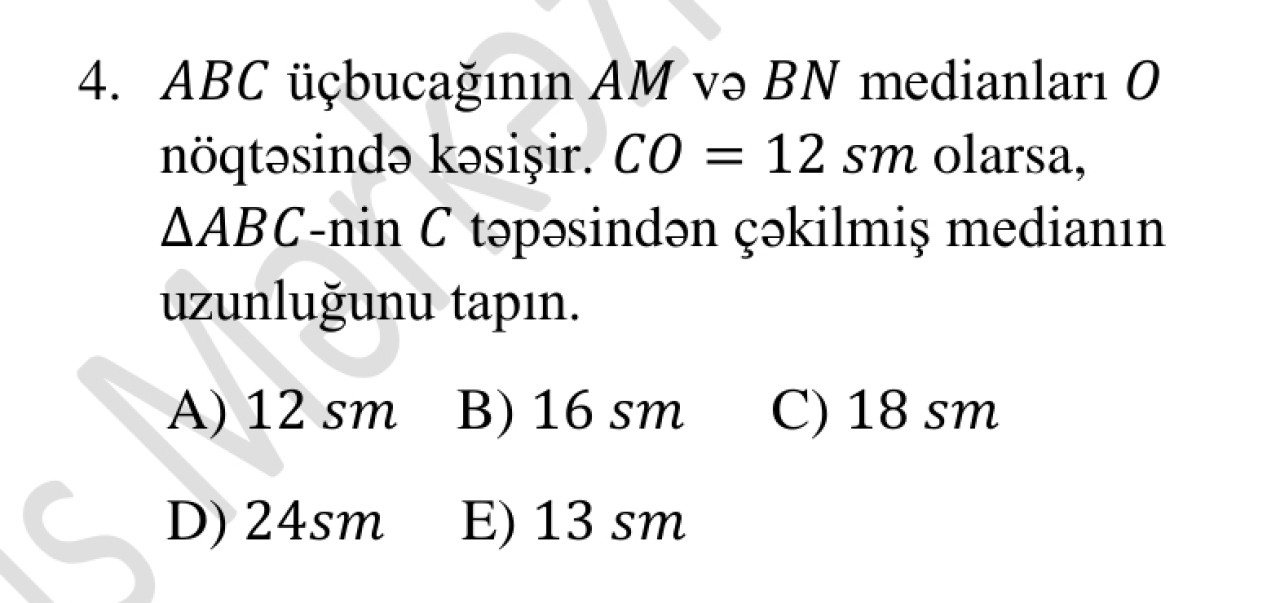 4. ABC üçbucağının AM və BN medianları O
nöqtəsində kəsişir. CO = 12 sm olarsa,
∆ABC-nin C təpəsindən çəkilmiş medianın
uzunluğunu tapın.
A) 12 sm B) 16 sm C) 18 sm
D) 24sm E) 13 sm
Mərkəzi